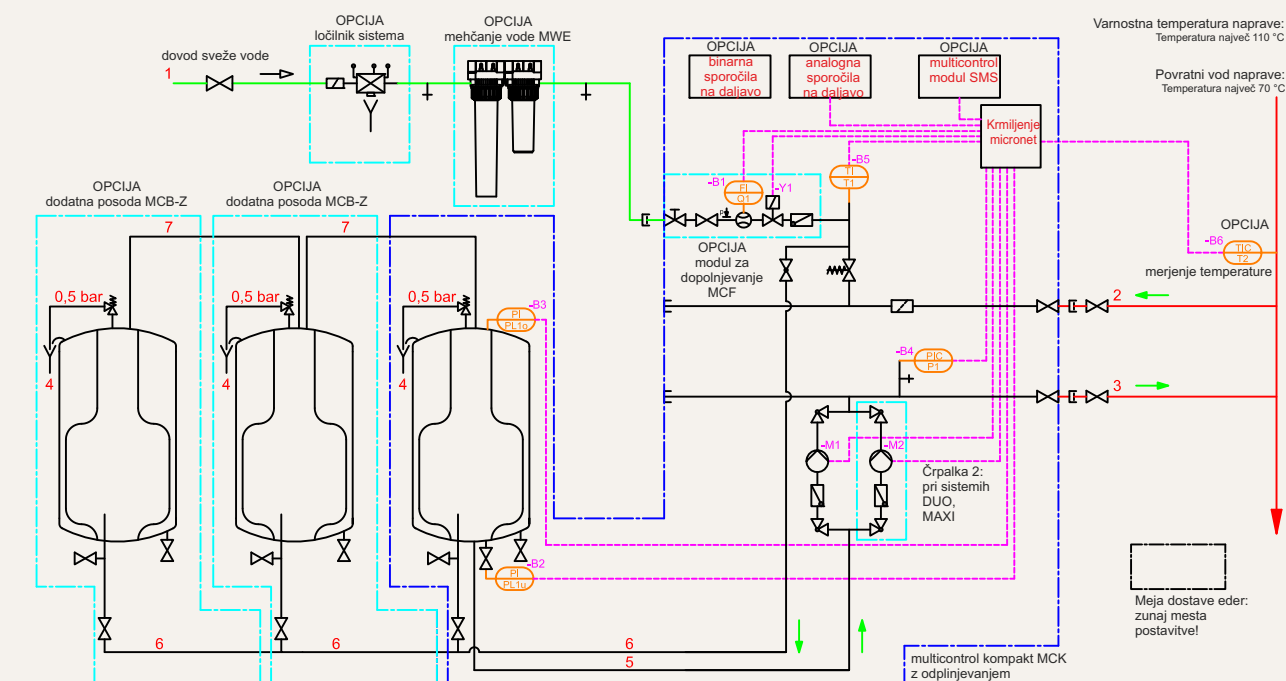 OPCIJA
ločilnik sistema
OPCIJA
mehčanje vode MWE
dovod sveže vode
1
Varnostna temperatura naprave:
Temperatura največ 110 °C
Povratni vod naprave:
Temperatura največ 70 °C
OPCIJA
binarna
sporočila
na daljavo
OPCIJA
analogna
sporočila
na daljavo
OPCIJA
multicontrol
modul SMS
Krmiljenje
micronet
-B1
FI
Q1
-Y1
-B5
TI
T1
OPCIJA
modul za
dopolnjevanje
MCF
OPCIJA
-B6
TIC
T2
merjenje temperature
OPCIJA
dodatna posoda MCB-Z
OPCIJA
dodatna posoda MCB-Z
7
7
0,5 bar
0,5 bar
0,5 bar
4
4
4
-B3
PI
PL1o
2
-B4
PIC
P1
3
-M1
-M2
Črpalka 2:
pri sistemih
DUO,
MAXI
-B2
PI
PL1u
6
6
6
5
Meja dostave eder:
zunaj mesta
postavitve!
multicontrol kompakt MCK
z odplinjevanjem